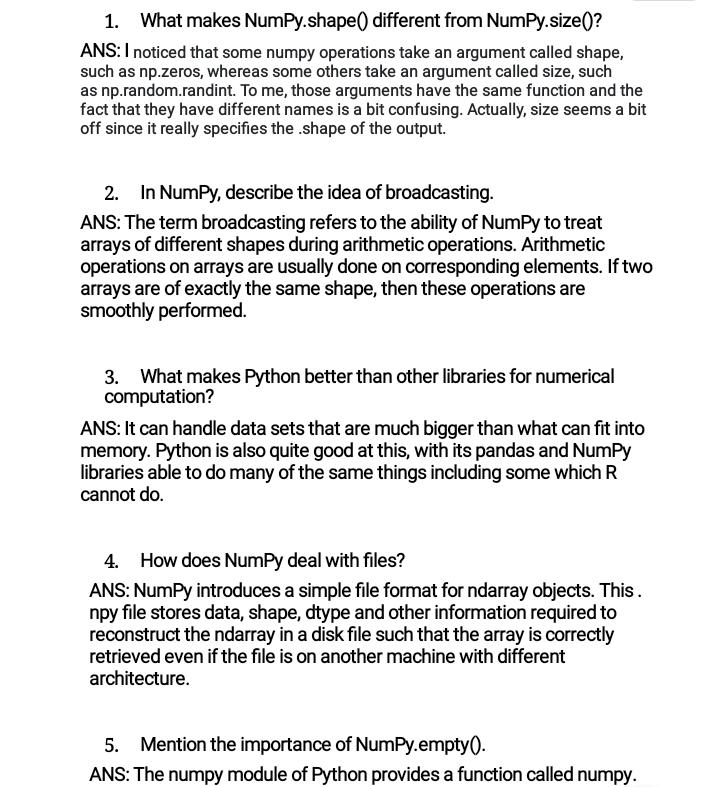 1. What makes NumPy.shape() different from NumPy.size()?
ANS: I noticed that some numpy operations take an argument called shape,
such as np.zeros, whereas some others take an argument called size, such
as np.random.randint. To me, those arguments have the same function and the
fact that they have different names is a bit confusing. Actually, size seems a bit
off since it really specifies the .shape of the output.
2. In NumPy, describe the idea of broadcasting.
ANS: The term broadcasting refers to the ability of NumPy to treat
arrays of different shapes during arithmetic operations. Arithmetic
operations on arrays are usually done on corresponding elements. If two
arrays are of exactly the same shape, then these operations are
smoothly performed.
3. What makes Python better than other libraries for numerical
computation?
ANS: It can handle data sets that are much bigger than what can fit into
memory. Python is also quite good at this, with its pandas and NumPy
libraries able to do many of the same things including some which R
cannot do.
4. How does NumPy deal with files?
ANS: NumPy introduces a simple file format for ndarray objects. This .
npy file stores data, shape, dtype and other information required to
reconstruct the ndarray in a disk file such that the array is correctly
retrieved even if the file is on another machine with different
architecture.
5. Mention the importance of NumPy.empty().
ANS: The numpy module of Python provides a function called numpy.